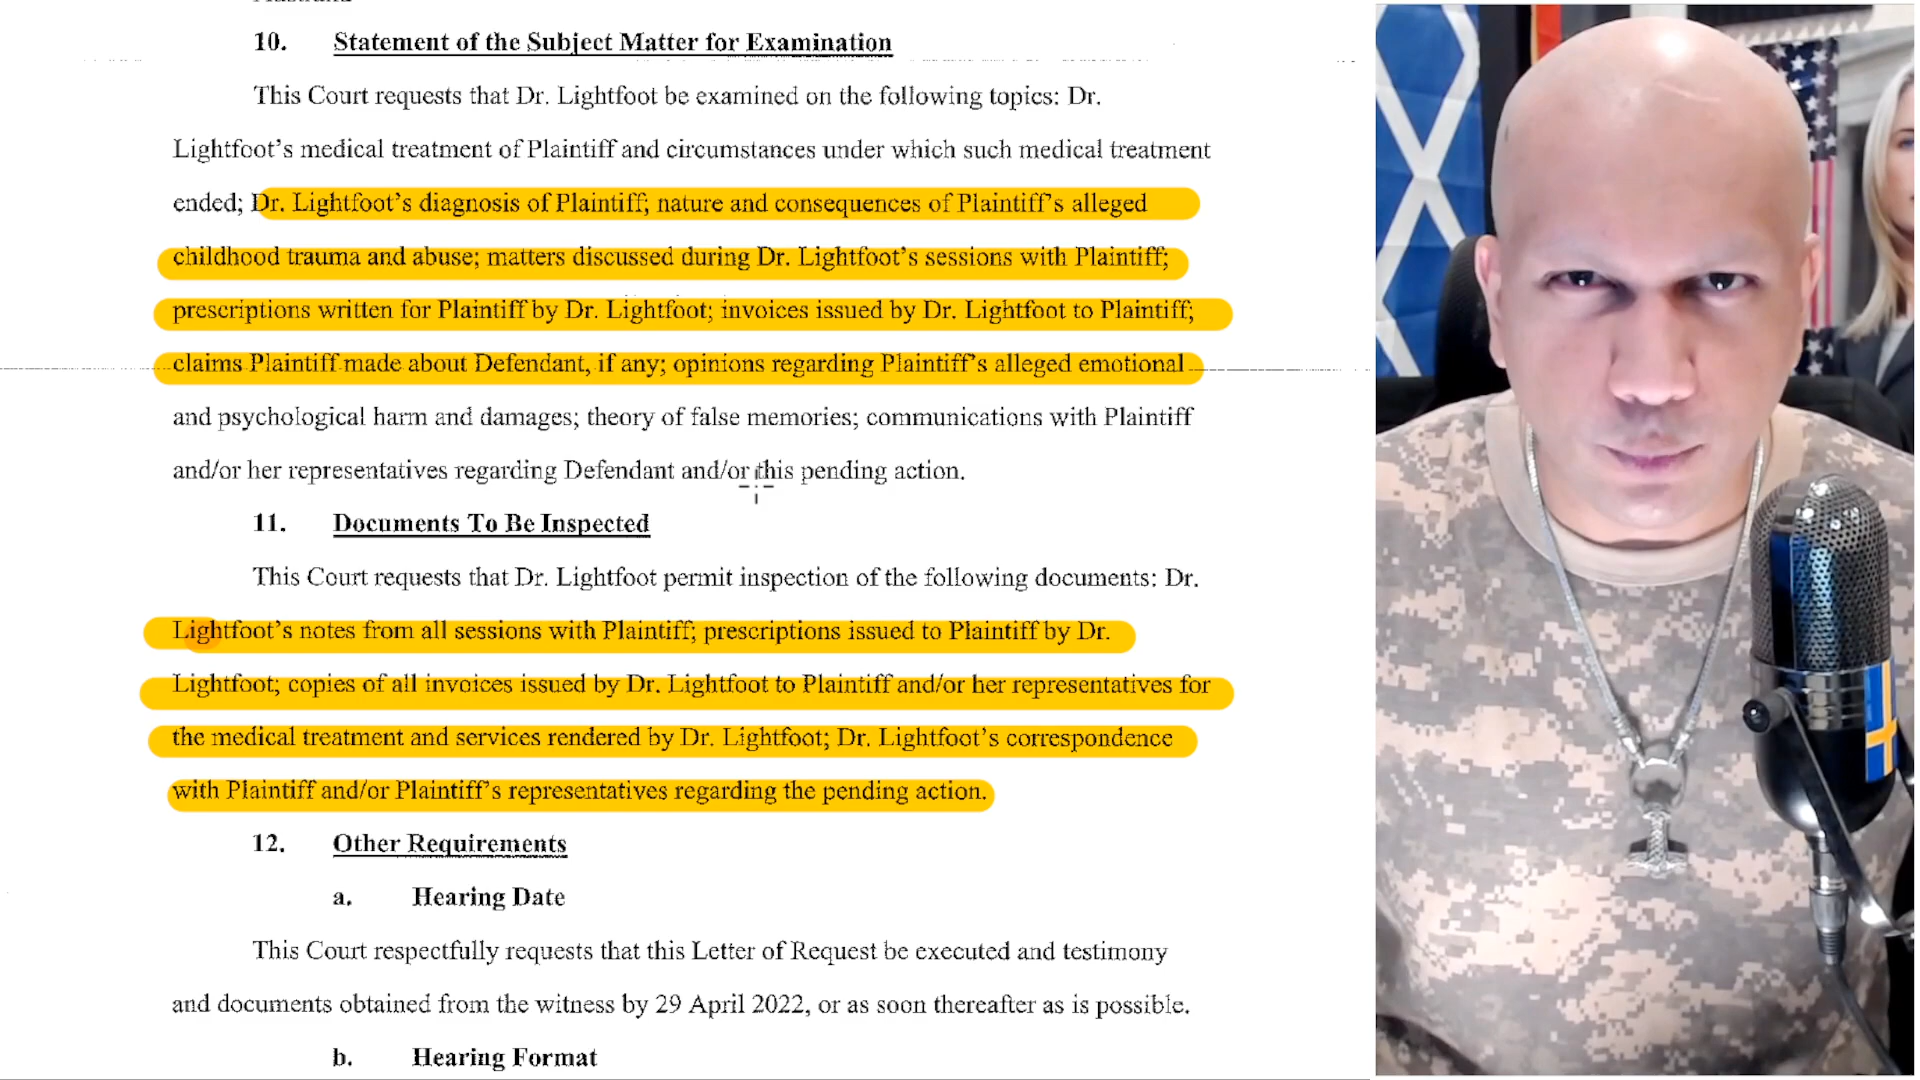 10. Statement of the Subject Matter for Examination
This Court requests that Dr. Lightfoot be examined on the following topics: Dr.
Lightfoot's medical treatment of Plaintiff and circumstances under which such medical treatment
ended; Dr. Lightfoot's diagnosis of Plaintiff; nature and consequences of Plaintiff's alleged
childhood trauma and abuse; matters discussed during Dr. Lightfoot's sessions with Plaintiff;
prescriptions written for Plaintiff by Dr. Lightfoot; invoices issued by Dr. Lightfoot to Plaintiff;
claims Plaintiff made about Defendant, if any; opinions regarding Plaintiff's alleged emotional
and psychological harm and damages; theory of false memories; communications with Plaintiff
and/or her representatives regarding Defendant and/or this pending action.
11. Documents To Be Inspected
This Court requests that Dr. Lightfoot permit inspection of the following documents: Dr.
Lightfoot's notes from all sessions with Plaintiff; prescriptions issued to Plaintiff by Dr.
Lightfoot; copies of all invoices issued by Dr. Lightfoot to Plaintiff and/or her representatives for
the medical treatment and services rendered by Dr. Lightfoot; Dr. Lightfoot's correspondence
with Plaintiff and/or Plaintiff's representatives regarding the pending action.
12. Other Requirements
a. Hearing Date
This Court respectfully requests that this Letter of Request be executed and testimony
and documents obtained from the witness by 29 April 2022, or as soon thereafter as is possible.
b. Hearing Format